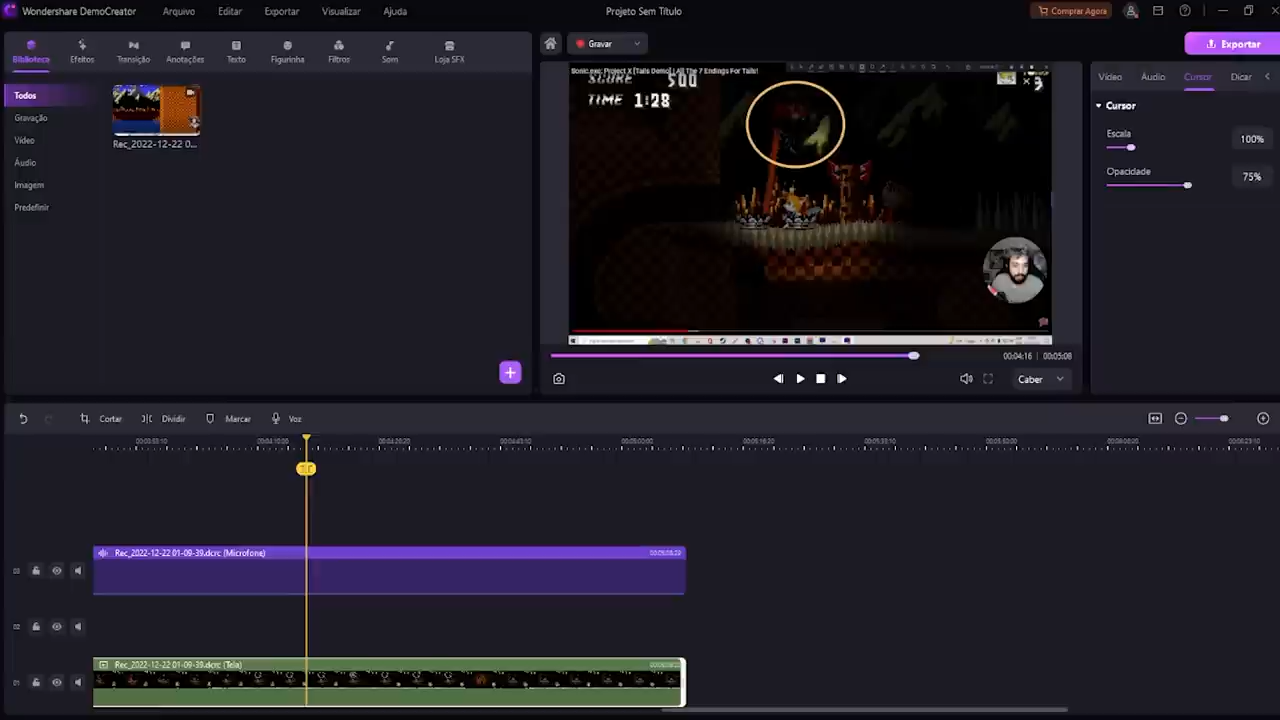 Wondershare DemoCreator
Arquivo
Editar
Exportar
Visualizar
Ajuda
Projeto Sem Título
Comprar Agora
Biblioteca
Efeitos
Transição
Anotações
Texto
Figurinha
Filtros
Som
Loja SFX
Gravar
Exportar
Todos
Gravação
Vídeo
Áudio
Imagem
Predefinir
Rec_2022-12-22 0...
Sonic.exe: Project X [Tails Demo] | All The 7 Endings For Tails!
SCORE 500
TIME 1:28
3
Vídeo
Áudio
Cursor
Dicar
Cursor
Escala
100%
Opacidade
75%
00:04:16 | 00:05:08
Caber
Cortar
Dividir
Marcar
Voz
Rec_2022-12-22 01-09-39.dcrc (Microfone)
Rec_2022-12-22 01-09-39.dcrc (Tela)